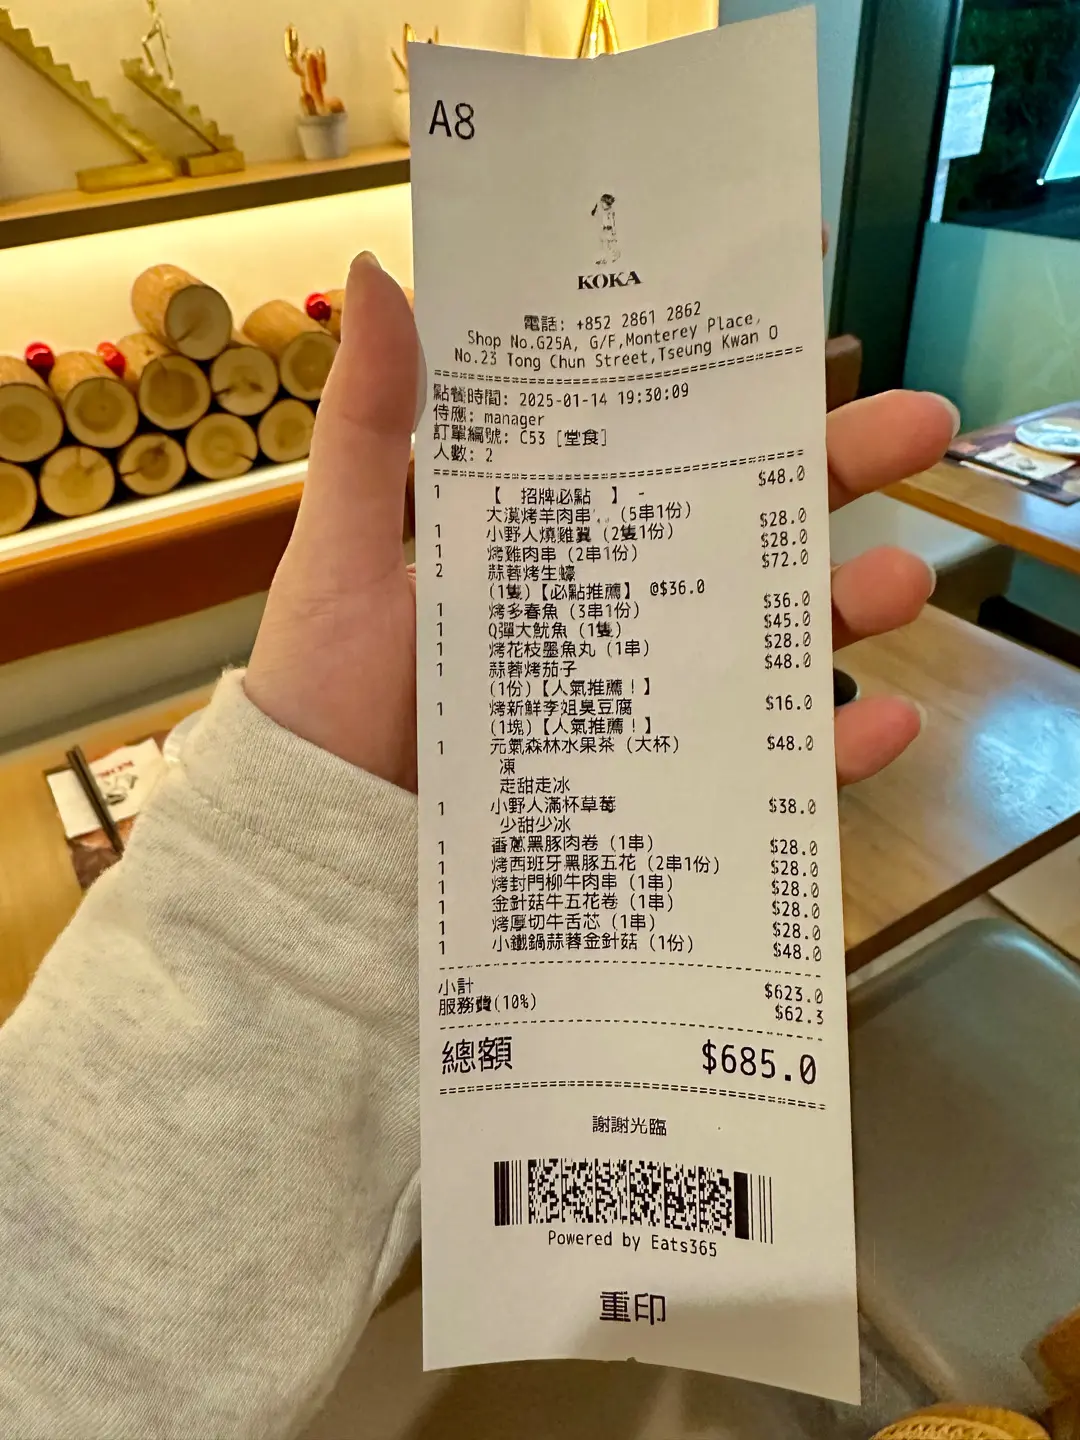 A8
KOKA
電話: +852 2861 2862
Shop No.G25A, G/F,Monterey Place,
No.23 Tong Chun Street,Tseung Kwan O
點餐時間: 2025-01-14 19:30:09
侍應: manager
訂單編號: C53 [堂食]
人數: 2
1 【 招牌必點 】 - $48.0
大漠烤羊肉串 (5串1份)
1 小野人燒雞翼 (2隻1份) $28.0
1 烤雞肉串 (2串1份) $28.0
2 蒜蓉烤生蠔 $72.0
(1隻)【必點推薦】 @$36.0
1 烤多春魚 (3串1份) $36.0
1 Q彈大魷魚 (1隻) $45.0
1 烤花枝墨魚丸 (1串) $28.0
1 蒜蓉烤茄子 $48.0
(1份)【人氣推薦！】
1 烤新鮮李姐臭豆腐 $16.0
(1塊)【人氣推薦！】
1 元氣森林水果茶 (大杯) $48.0
凍
走甜走冰
1 小野人滿杯草莓 $38.0
少甜少冰
1 番蔥黑豚肉卷 (1串) $28.0
1 烤西班牙黑豚五花 (2串1份) $28.0
1 烤封門柳牛肉串 (1串) $28.0
1 金針菇牛五花卷 (1串) $28.0
1 烤厚切牛舌芯 (1串) $28.0
1 小鐵鍋蒜蓉金針菇 (1份) $48.0
小計 $623.0
服務費(10%) $62.3
總額 $685.0
謝謝光臨
Powered by Eats365
重印